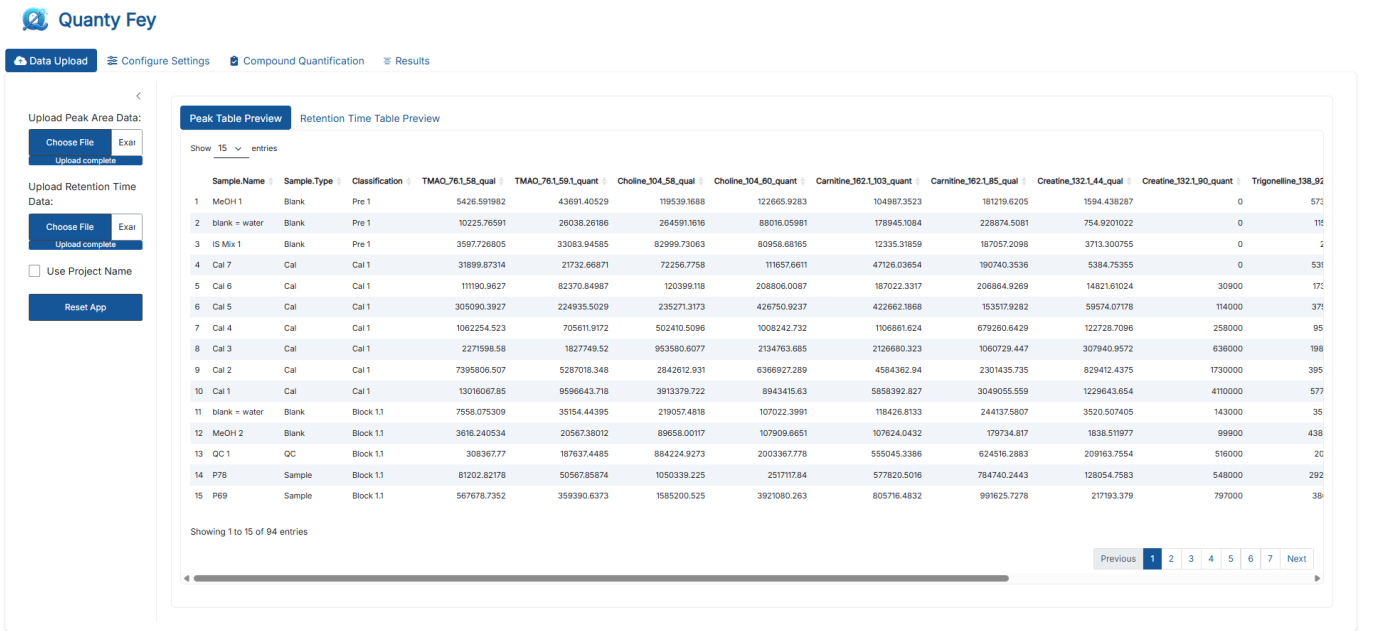 Quanty Fey
Data Upload Configure Settings Compound Quantification Results
Upload Peak Area Data:
Choose File Exar
Upload complete
Upload Retention Time
Data:
Choose File Exar
Upload complete
Use Project Name
Reset App
Peak Table Preview Retention Time Table Preview
Show 15 entries
Sample.Name Sample.Type Classification TMAO_76.1_58_qual TMAO_76.1_59.1_quant Choline_104_58_qual Choline_104_60_quant Carnitine_162.1_103_quant Carnitine_162.1_85_qual Creatine_132.1_44_qual Creatine_132.1_90_quant Trigonelline_138_92
1 MeOH 1 Blank Pre 1 5426.591982 43691.40529 119539.1688 122665.9283 104987.3523 181219.6205 1594.438287 0 573
2 blank = water Blank Pre 1 10225.76591 26038.26186 264591.1616 88016.05981 178945.1084 228874.5081 754.9201022 0 115
3 IS Mix 1 Blank Pre 1 3597.726805 33083.94585 82999.73063 80958.68165 12335.31859 187057.2098 3713.300755 0 2
4 Cal 7 Cal Cal 1 31899.87314 21732.66871 72256.7758 111657.6611 47126.03654 190740.3536 5384.75355 0 539
5 Cal 6 Cal Cal 1 111190.9627 82370.84987 120399.118 208806.0087 187022.3317 206864.9269 14821.61024 30900 173
6 Cal 5 Cal Cal 1 305090.3927 224935.5029 235271.3173 426750.9237 422662.1868 153517.9282 59574.07178 114000 375
7 Cal 4 Cal Cal 1 1062254.523 705611.9172 502410.5096 1008242.732 1106861.624 679260.6429 122728.7096 258000 95
8 Cal 3 Cal Cal 1 2271598.58 1827749.52 953580.6077 2134763.685 2126680.323 1060729.447 307940.9572 636000 198
9 Cal 2 Cal Cal 1 7395806.507 5287018.348 2842612.931 6366927.289 4584362.94 2301435.735 829412.4375 1730000 395
10 Cal 1 Cal Cal 1 13016067.85 9596643.718 3913379.722 8943415.63 5858392.827 3049055.559 1229643.654 4110000 577
11 blank = water Blank Block 1.1 7558.075309 35154.44395 219057.4818 107022.3991 118426.8133 244137.5807 3520.507405 143000 35
12 MeOH 2 Blank Block 1.1 3616.240534 20567.38012 89658.00117 107909.6651 107624.0432 179734.817 1838.511977 99900 438
13 QC 1 QC Block 1.1 308367.77 187637.4485 884224.9273 2003367.778 555045.3386 624516.2883 209163.7554 516000 20
14 P78 Sample Block 1.1 81202.82178 50567.85874 1050339.225 2517117.84 577820.5016 784740.2443 128054.7583 548000 292
15 P69 Sample Block 1.1 567678.7352 359390.6373 1585200.525 3921080.263 805716.4832 991625.7278 217193.379 797000 38
Showing 1 to 15 of 94 entries
Previous 1 2 3 4 5 6 7 Next